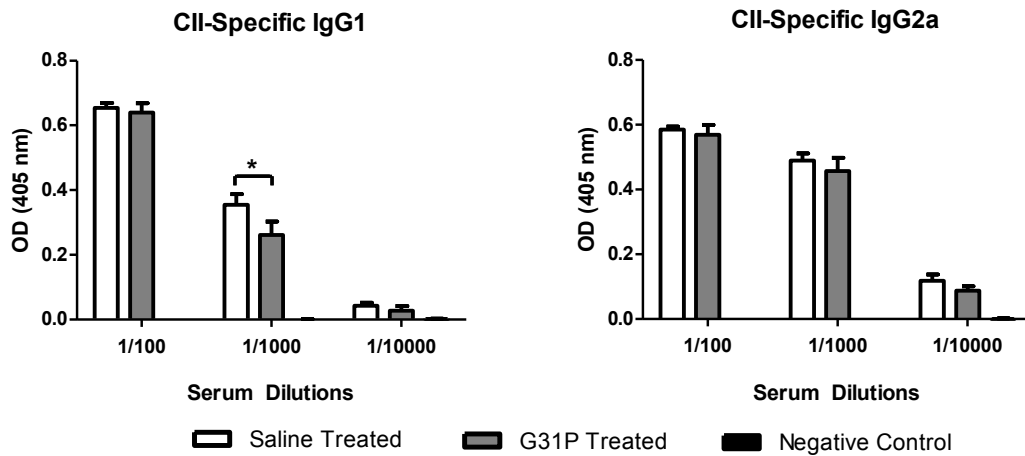 CII-Specific IgG1
0.8
0.6
0.4
0.2
0.0
OD (405 nm)
*
1/100 1/1000 1/10000
Serum Dilutions
CII-Specific IgG2a
0.8
0.6
0.4
0.2
0.0
OD (405 nm)
1/100 1/1000 1/10000
Serum Dilutions
Saline Treated G31P Treated Negative Control